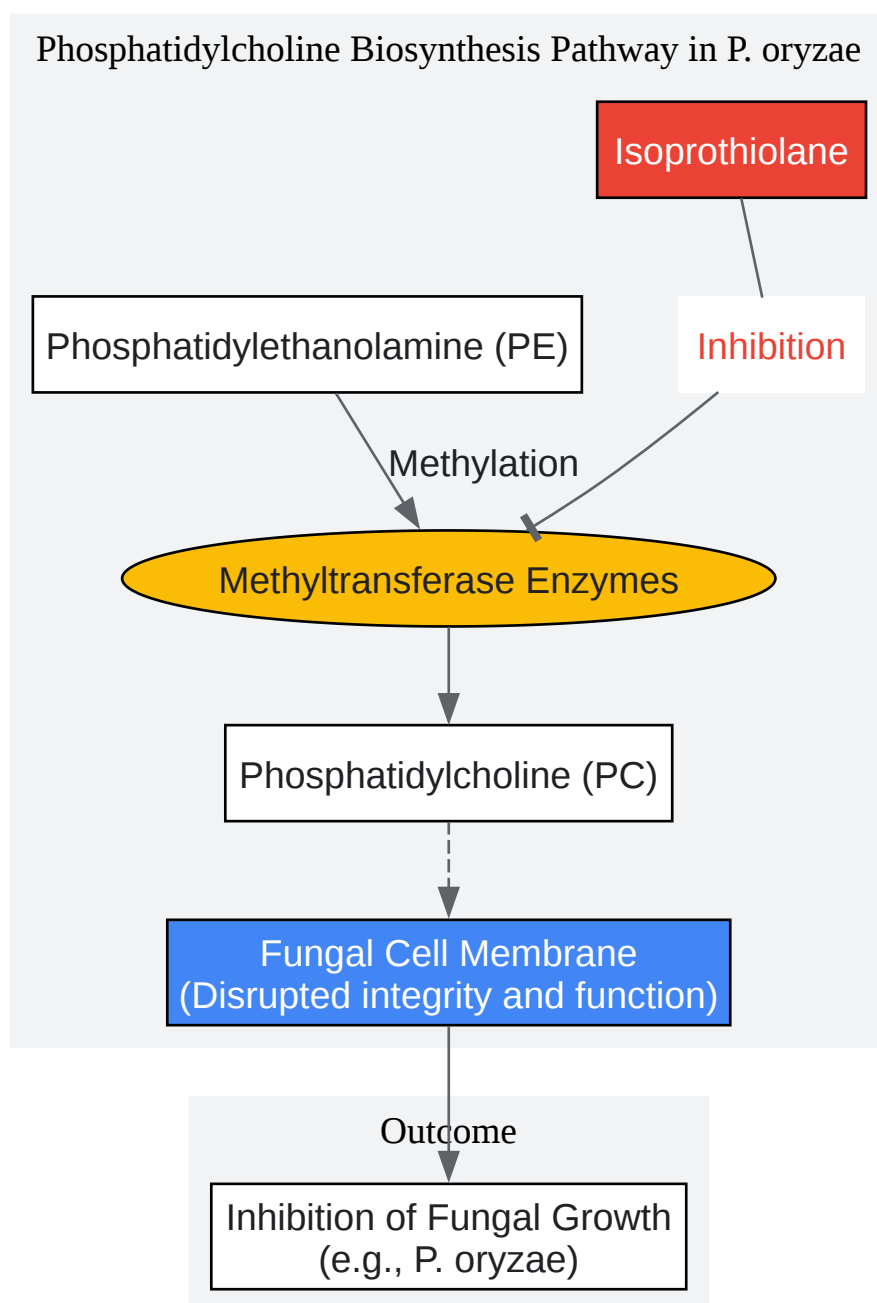 Phosphatidylcholine Biosynthesis Pathway in P. oryzae
Isoprothiolane
Phosphatidylethanolamine (PE)
Inhibition
Methylation
Methyltransferase Enzymes
Phosphatidylcholine (PC)
Fungal Cell Membrane
(Disrupted integrity and function)
Outcome
Inhibition of Fungal Growth
(e.g., P. oryzae)